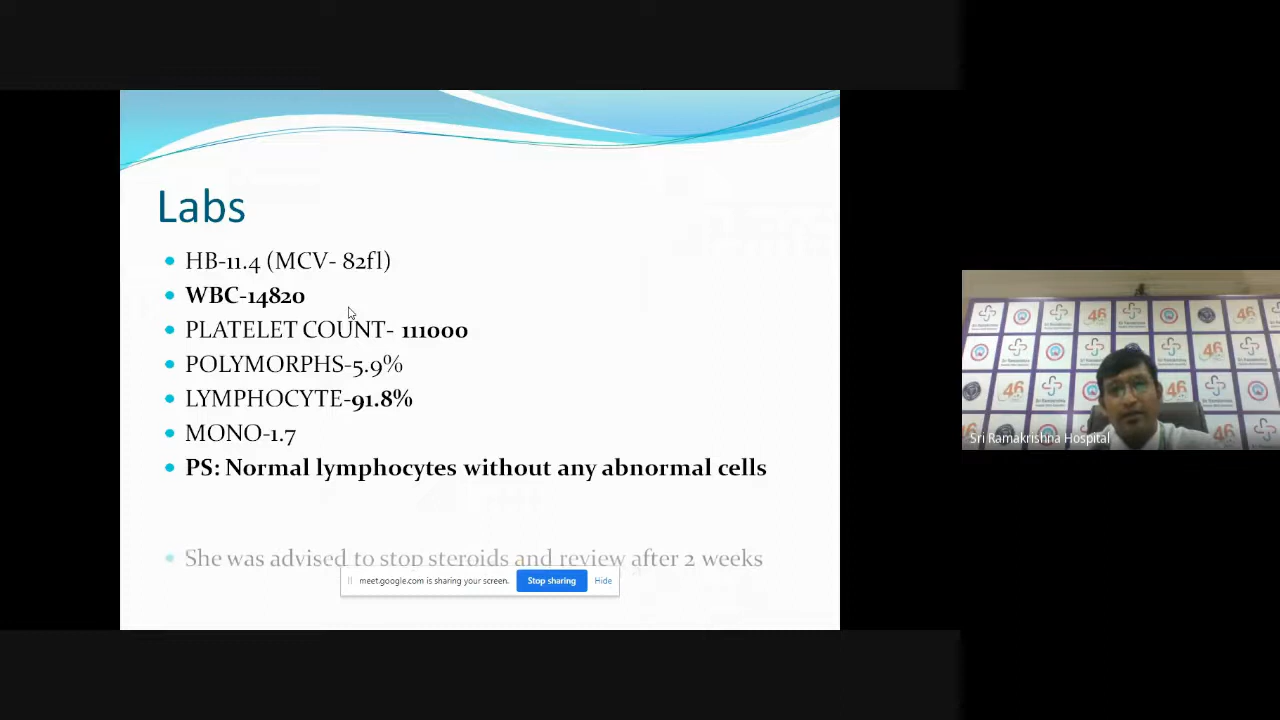 Labs
HB-11.4 (MCV- 82fl)
WBC-14820
PLATELET COUNT- 111000
POLYMORPHS-5.9%
LYMPHOCYTE-91.8%
MONO-1.7
PS: Normal lymphocytes without any abnormal cells
She was advised to stop steroids and review after 2 weeks
meet.google.com is sharing your screen. Stop sharing Hide
Sri Ramakrishna Hospital